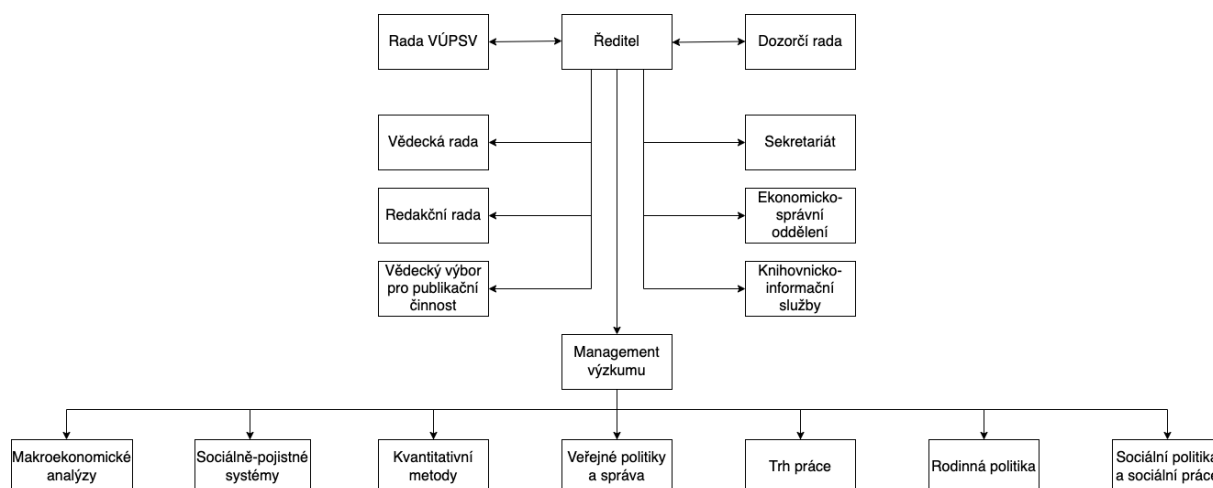 Rada VÚPSV
Ředitel
Dozorčí rada
Vědecká rada
Sekretariát
Redakční rada
Ekonomicko-
správní
oddělení
Vědecký výbor
pro publikační
činnost
Knihovnicko-
informační
služby
Management
výzkumu
Makroekonomické
analýzy
Sociálně-pojistné
systémy
Kvantitativní
metody
Veřejné politiky
a správa
Trh práce
Rodinná politika
Sociální politika
a sociální práce